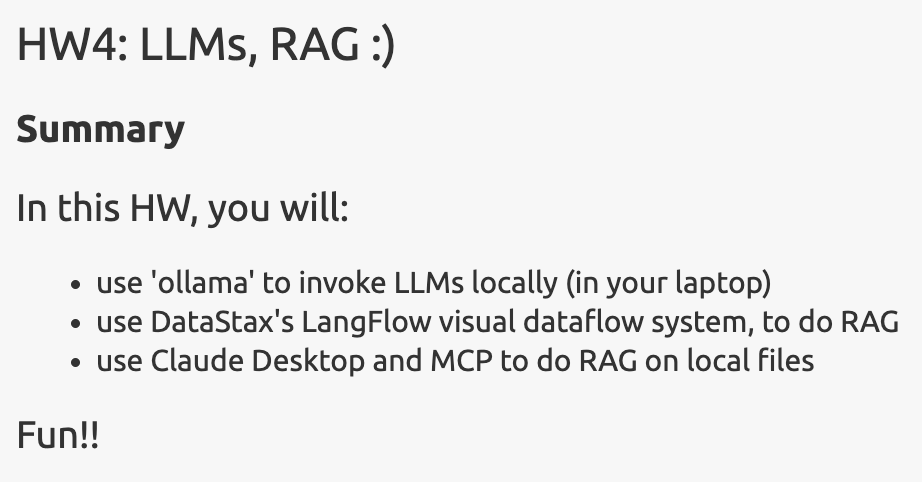 HW4: LLMs, RAG :)
Summary
In this HW, you will:
• use 'ollama' to invoke LLMs locally (in your laptop)
• use DataStax's LangFlow visual dataflow system, to do RAG
• use Claude Desktop and MCP to do RAG on local files
Fun!!